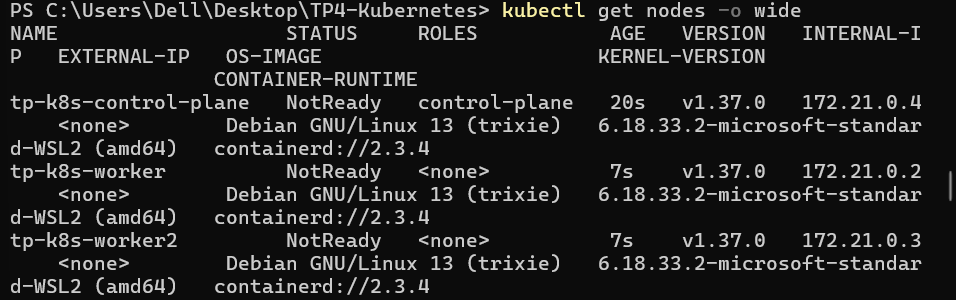 PS C:\Users\Dell\Desktop\TP4-Kubernetes> kubectl get nodes -o wide
NAME                    STATUS     ROLES           AGE   VERSION   INTERNAL-I
P   EXTERNAL-IP   OS-IMAGE                       KERNEL-VERSION
                 CONTAINER-RUNTIME
tp-k8s-control-plane   NotReady   control-plane   20s   v1.37.0   172.21.0.4
    <none>        Debian GNU/Linux 13 (trixie)   6.18.33.2-microsoft-standar
d-WSL2 (amd64)   containerd://2.3.4
tp-k8s-worker          NotReady   <none>          7s    v1.37.0   172.21.0.2
    <none>        Debian GNU/Linux 13 (trixie)   6.18.33.2-microsoft-standar
d-WSL2 (amd64)   containerd://2.3.4
tp-k8s-worker2         NotReady   <none>          7s    v1.37.0   172.21.0.3
    <none>        Debian GNU/Linux 13 (trixie)   6.18.33.2-microsoft-standar
d-WSL2 (amd64)   containerd://2.3.4